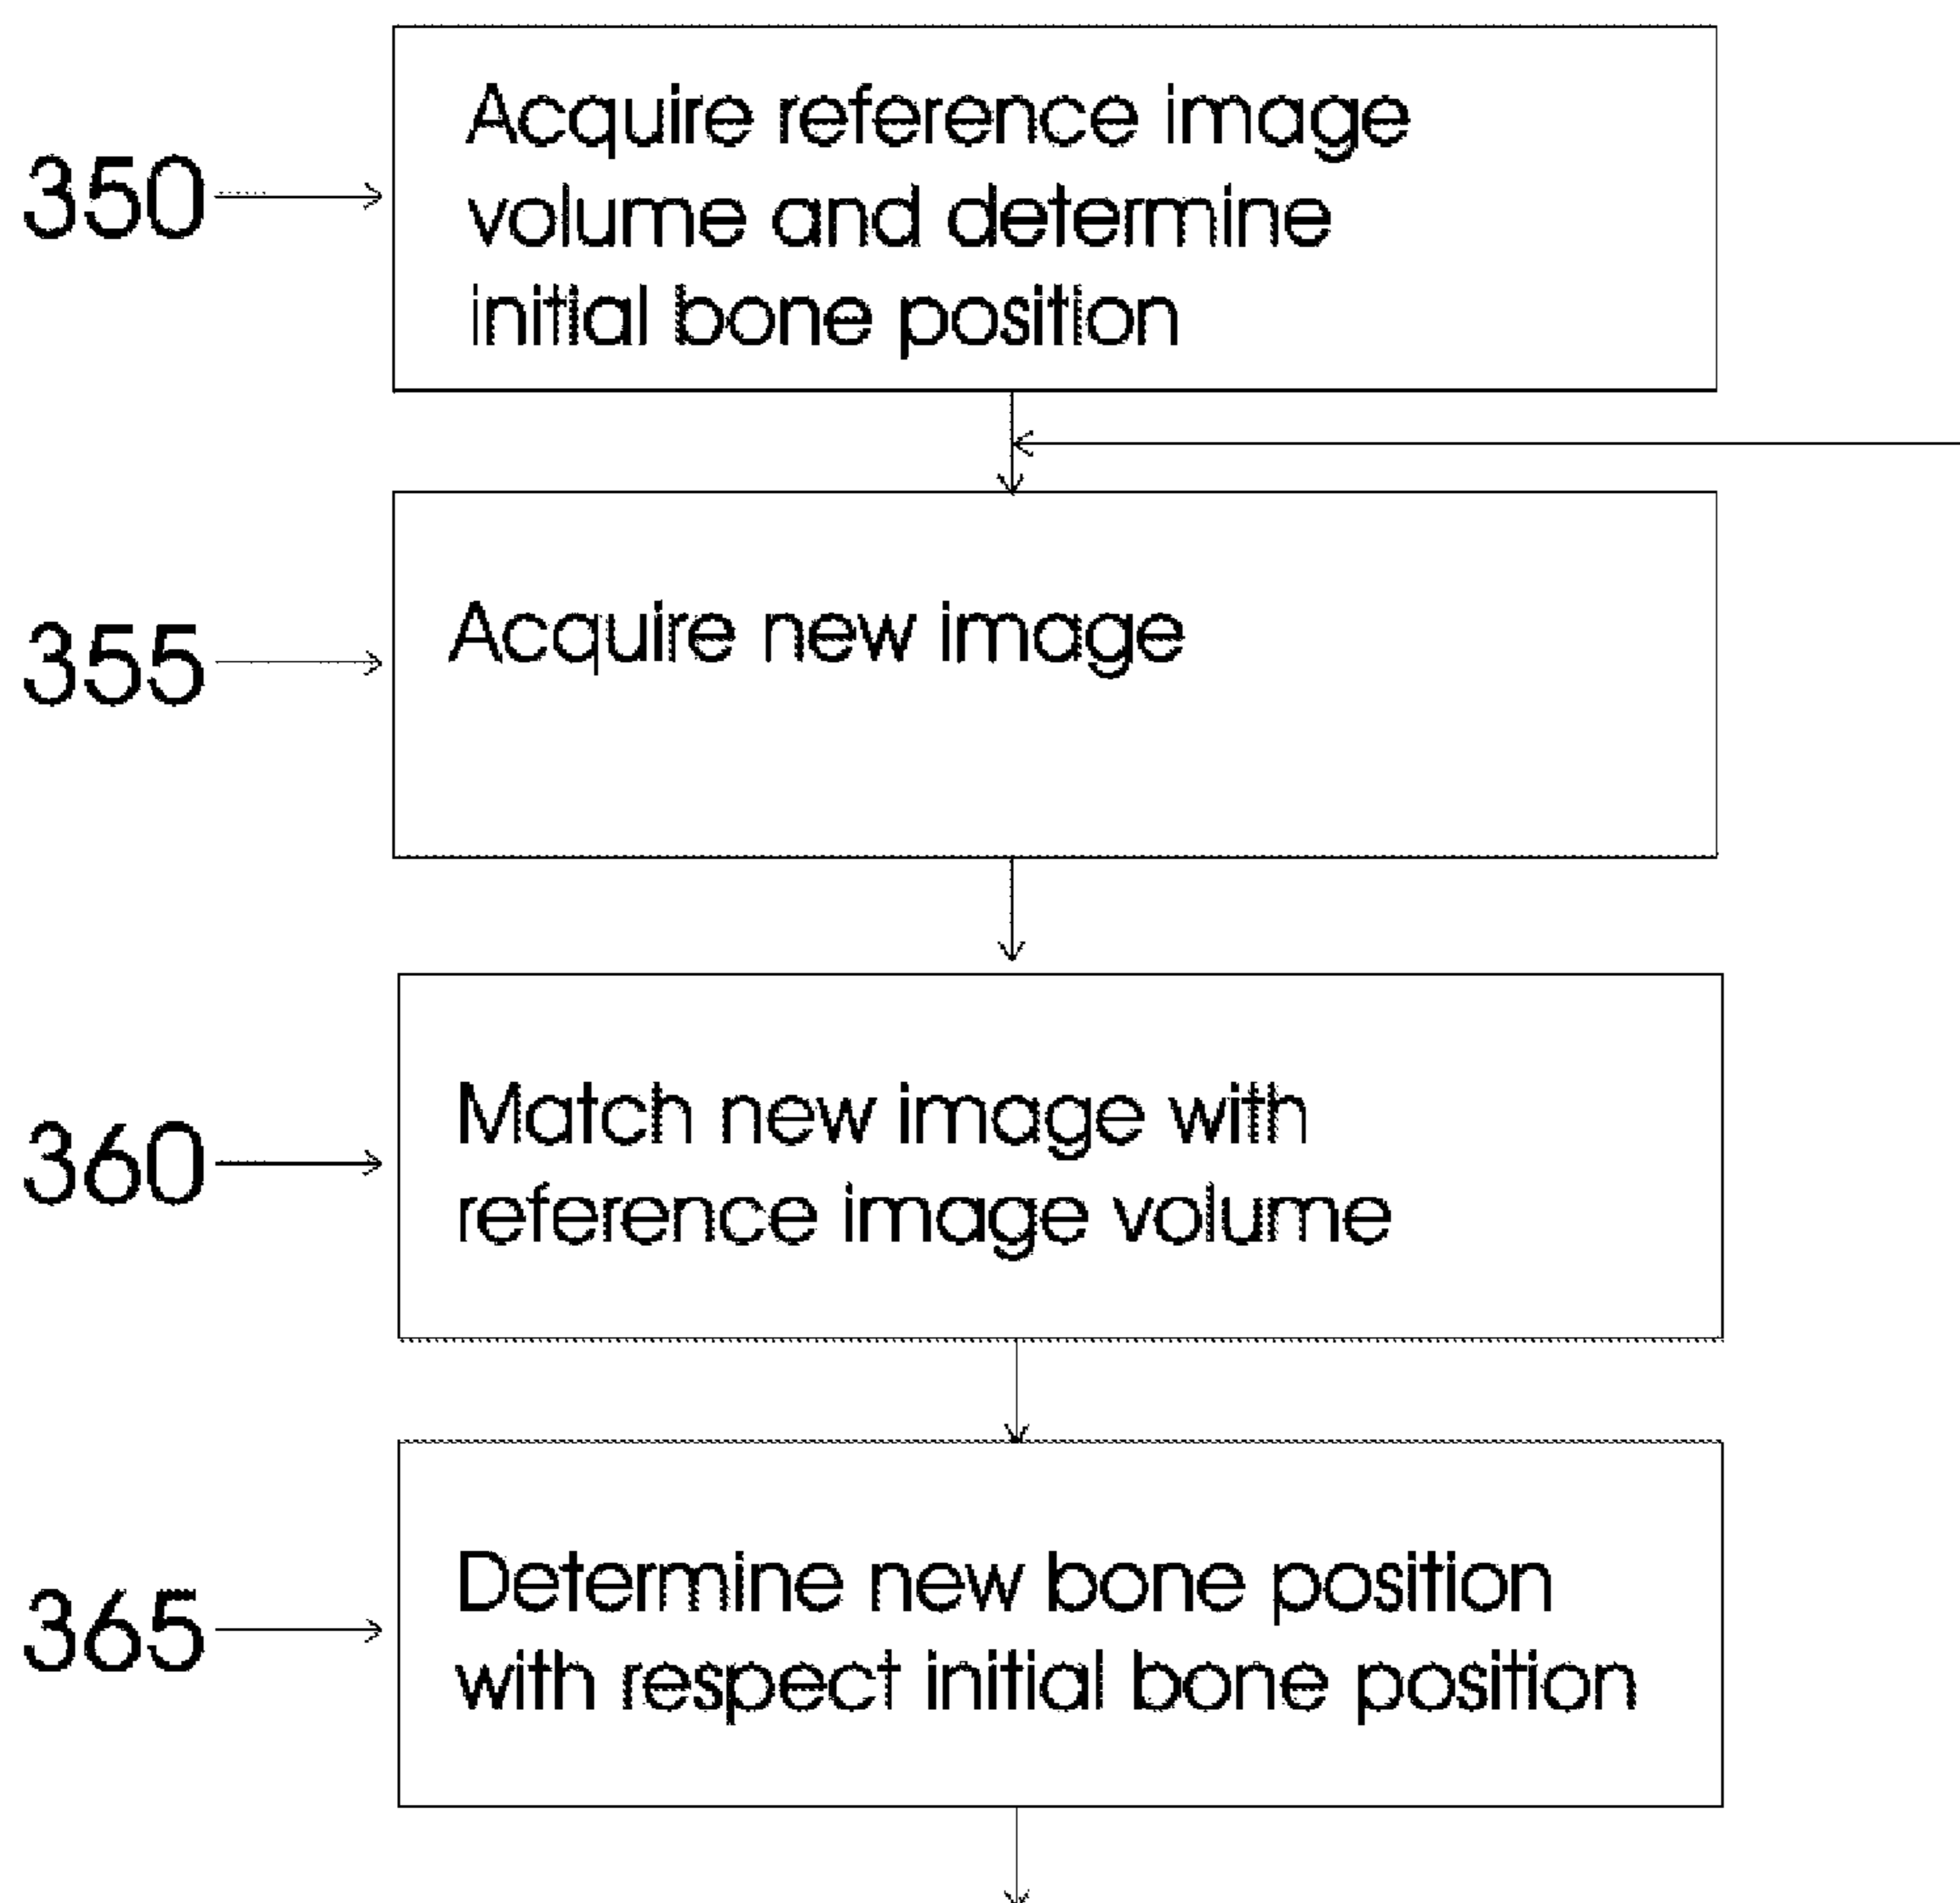 350
Acquire reference image
volume and determine
initial bone position
355
Acquire new image
360
Match new image with
reference image volume
365
Determine new bone position
with respect initial bone position